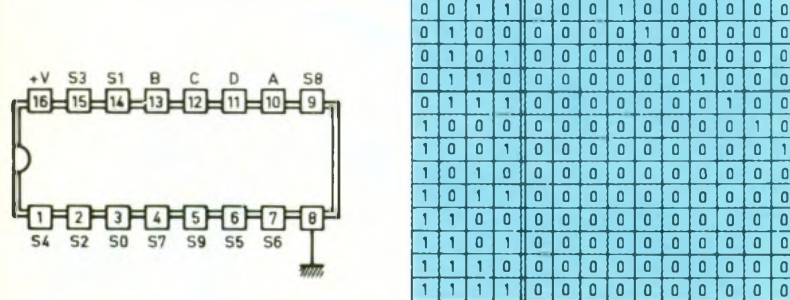 +V S3 S1 B C D A S8
16 15 14 13 12 11 10 9
1 2 3 4 5 6 7 8
S4 S2 S0 S7 S9 S5 S6
0 0 1 1 0 0 0 1 0 0 0 0 0 0
0 1 0 0 0 0 0 0 1 0 0 0 0 0
0 1 0 1 0 0 0 0 0 1 0 0 0 0
0 1 1 0 0 0 0 0 0 0 1 0 0 0
0 1 1 1 0 0 0 0 0 0 0 1 0 0
1 0 0 0 0 0 0 0 0 0 0 0 1 0
1 0 0 1 0 0 0 0 0 0 0 0 0 1
1 0 1 0 0 0 0 0 0 0 0 0 0 0
1 0 1 1 0 0 0 0 0 0 0 0 0 0
1 1 0 0 0 0 0 0 0 0 0 0 0 0
1 1 0 1 0 0 0 0 0 0 0 0 0 0
1 1 1 0 0 0 0 0 0 0 0 0 0 0
1 1 1 1 0 0 0 0 0 0 0 0 0 0